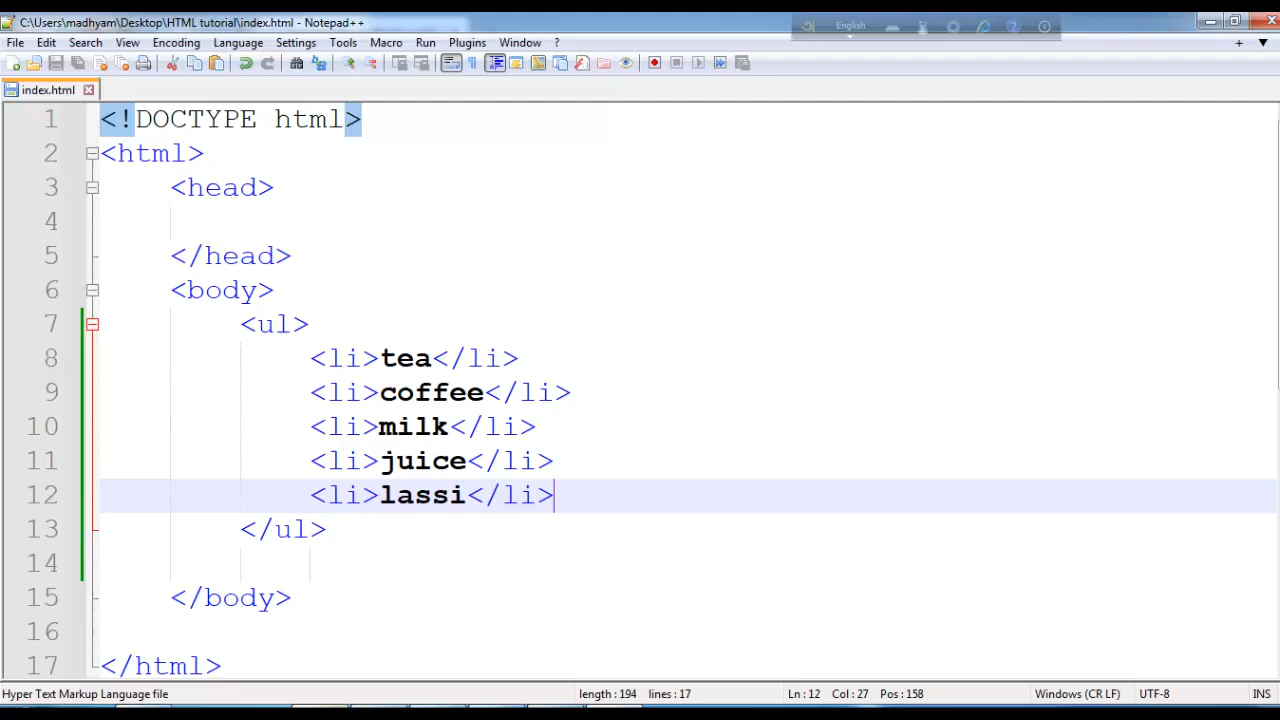 C:\Users\madhyam\Desktop\HTML tutorial\index.html - Notepad++
English
File Edit Search View Encoding Language Settings Tools Macro Run Plugins Window ?
index.html
1 <!DOCTYPE html>
2 <html>
3 <head>
4
5 </head>
6 <body>
7 <ul>
8 <li>tea</li>
9 <li>coffee</li>
10 <li>milk</li>
11 <li>juice</li>
12 <li>lassi</li>
13 </ul>
14
15 </body>
16
17 </html>
Hyper Text Markup Language file length : 194 lines : 17 Ln : 12 Col : 27 Pos : 158 Windows (CR LF) UTF-8 INS